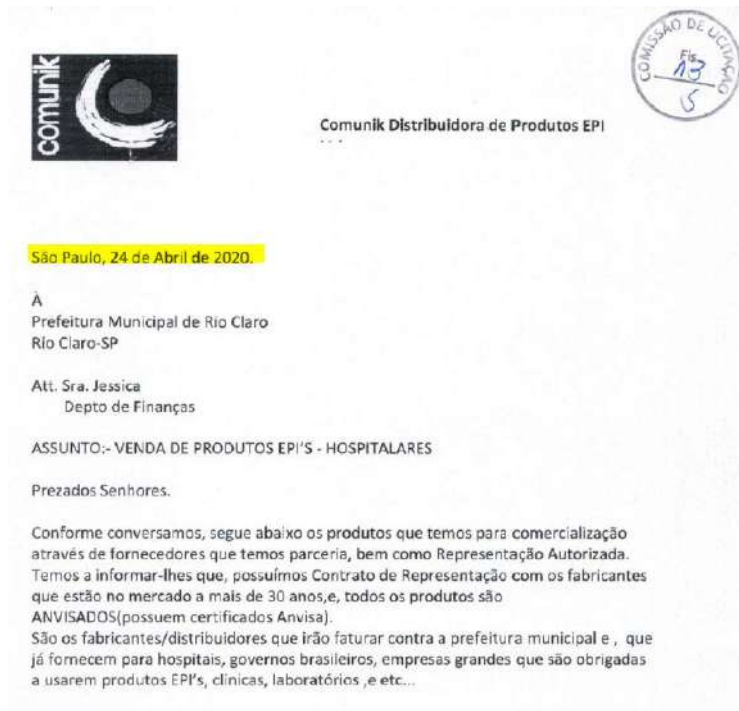 COMISSÃO DE LICITAÇÃO
Fls.
13
5
comunik
Comunik Distribuidora de Produtos EPI
São Paulo, 24 de Abril de 2020.
À
Prefeitura Municipal de Rio Claro
Rio Claro-SP
Att. Sra. Jessica
Depto de Finanças
ASSUNTO:- VENDA DE PRODUTOS EPI'S - HOSPITALARES
Prezados Senhores.
Conforme conversamos, segue abaixo os produtos que temos para comercialização
através de fornecedores que temos parceria, bem como Representação Autorizada.
Temos a informar-lhes que, possuímos Contrato de Representação com os fabricantes
que estão no mercado a mais de 30 anos,e, todos os produtos são
ANVISADOS(possuem certificados Anvisa).
São os fabricantes/distribuidores que irão faturar contra a prefeitura municipal e , que
já fornecem para hospitais, governos brasileiros, empresas grandes que são obrigadas
a usarem produtos EPI's, clinicas, laboratórios ,e etc...